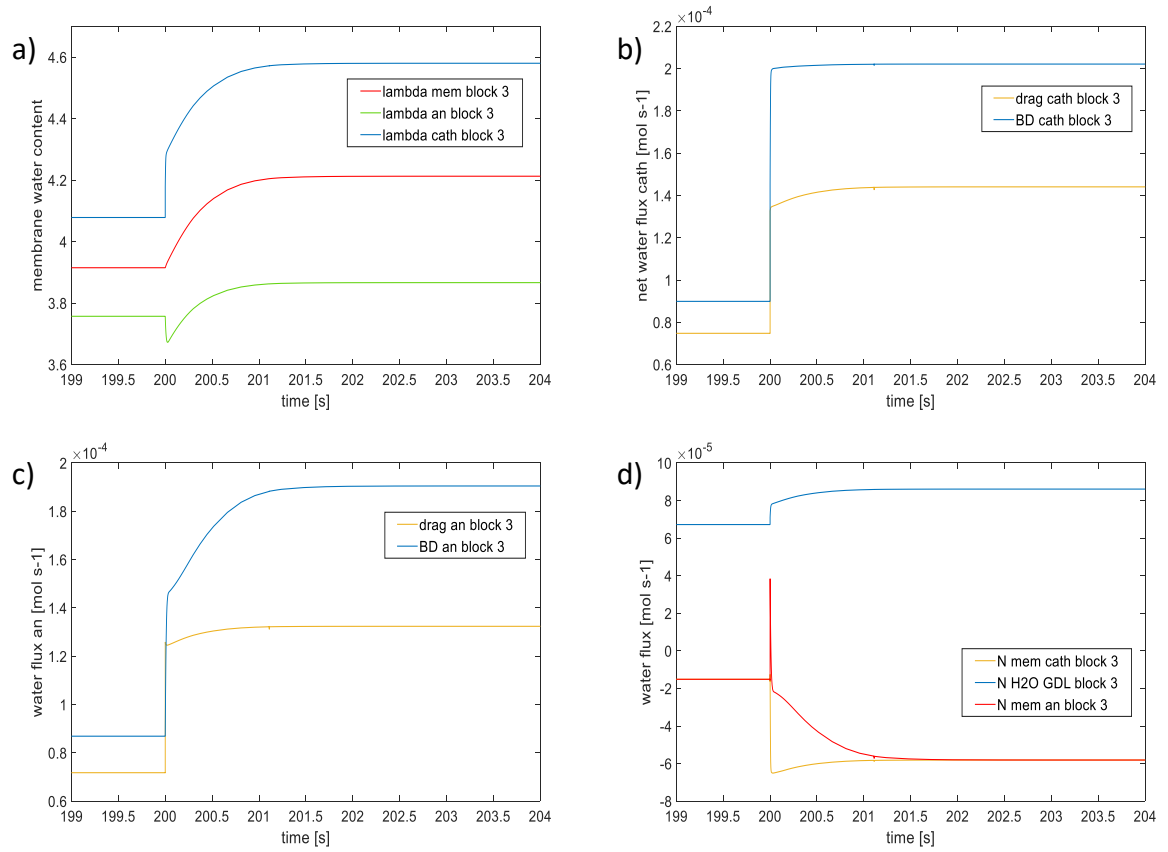 a)
4.6
4.4
4.2
4
3.8
3.6
membrane water content
lambda mem block 3
lambda an block 3
lambda cath block 3
199 199.5 200 200.5 201 201.5 202 202.5 203 203.5 204
time [s]
b)
×10-4
2.2
2
1.8
1.6
1.4
1.2
1
0.8
0.6
net water flux cath [mol s-1]
drag cath block 3
BD cath block 3
199 199.5 200 200.5 201 201.5 202 202.5 203 203.5 204
time [s]
c)
×10-4
2
1.8
1.6
1.4
1.2
1
0.8
0.6
water flux an [mol s-1]
drag an block 3
BD an block 3
199 199.5 200 200.5 201 201.5 202 202.5 203 203.5 204
time [s]
d)
×10-5
10
8
6
4
2
0
-2
-4
-6
-8
water flux [mol s-1]
N mem cath block 3
N H2O GDL block 3
N mem an block 3
199 199.5 200 200.5 201 201.5 202 202.5 203 203.5 204
time [s]